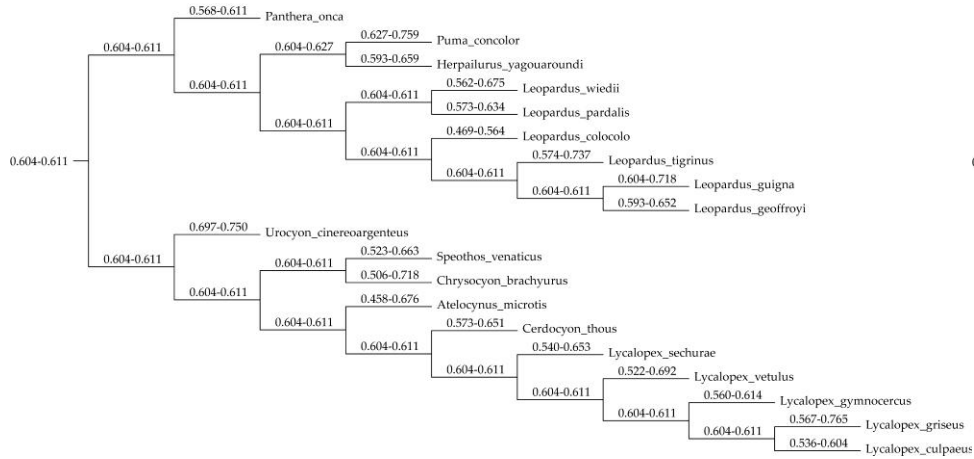 0.568-0.611
Panthera_onca
0.604-0.611
0.604-0.627
0.627-0.759
Puma_concolor
0.593-0.659
Herpailurus_yagouaroundi
0.604-0.611
0.562-0.675
Leopardus_wiedii
0.604-0.611
0.573-0.634
Leopardus_pardalis
0.604-0.611
0.469-0.564
Leopardus_colocolo
0.604-0.611
0.574-0.737
Leopardus_tigrinus
0.604-0.611
0.604-0.718
Leopardus_guigna
0.593-0.652
Leopardus_geoffroyi
0.604-0.611
0.697-0.750
Urocyon_cinereoargenteus
0.604-0.611
0.604-0.611
0.523-0.663
Speothos_venaticus
0.506-0.718
Chrysocyon_brachyurus
0.604-0.611
0.458-0.676
Atelocynus_microtis
0.604-0.611
0.573-0.651
Cerdocyon_thous
0.604-0.611
0.540-0.653
Lycalopex_sechurae
0.604-0.611
0.522-0.692
Lycalopex_vetulus
0.604-0.611
0.560-0.614
Lycalopex_gymnocercus
0.604-0.611
0.567-0.765
Lycalopex_griseus
0.604-0.611
0.536-0.604
Lycalopex_culpaeus